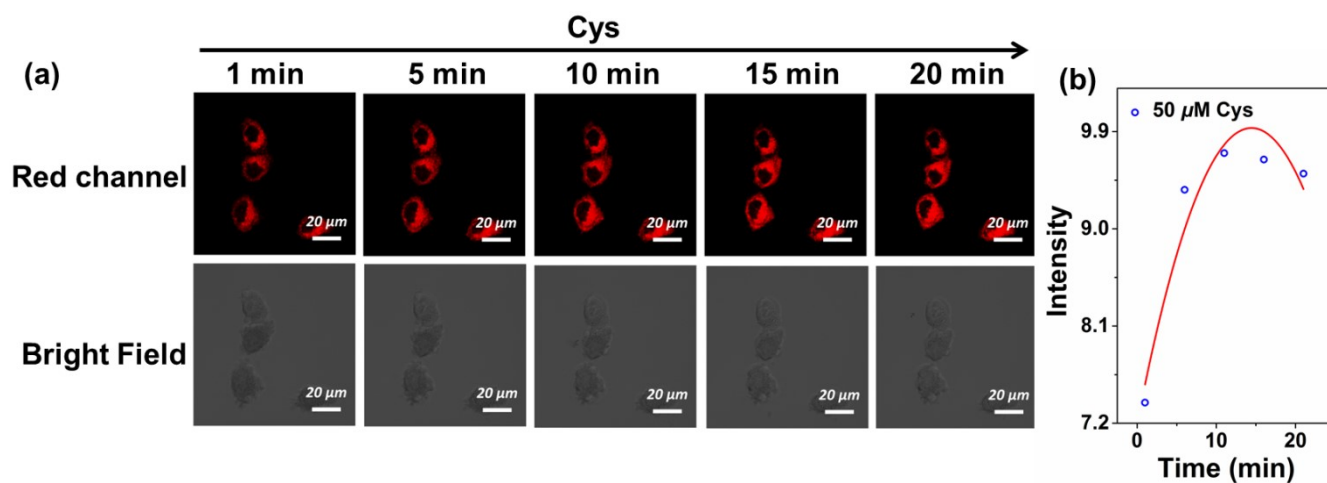 Cys
(a)
1 min 5 min 10 min 15 min 20 min
Red channel
20 µm 20 µm 20 µm 20 µm 20 µm
Bright Field
20 µm 20 µm 20 µm 20 µm 20 µm
(b)
50 µM Cys
9.9
9.0
8.1
7.2
Intensity
0 10 20
Time (min)